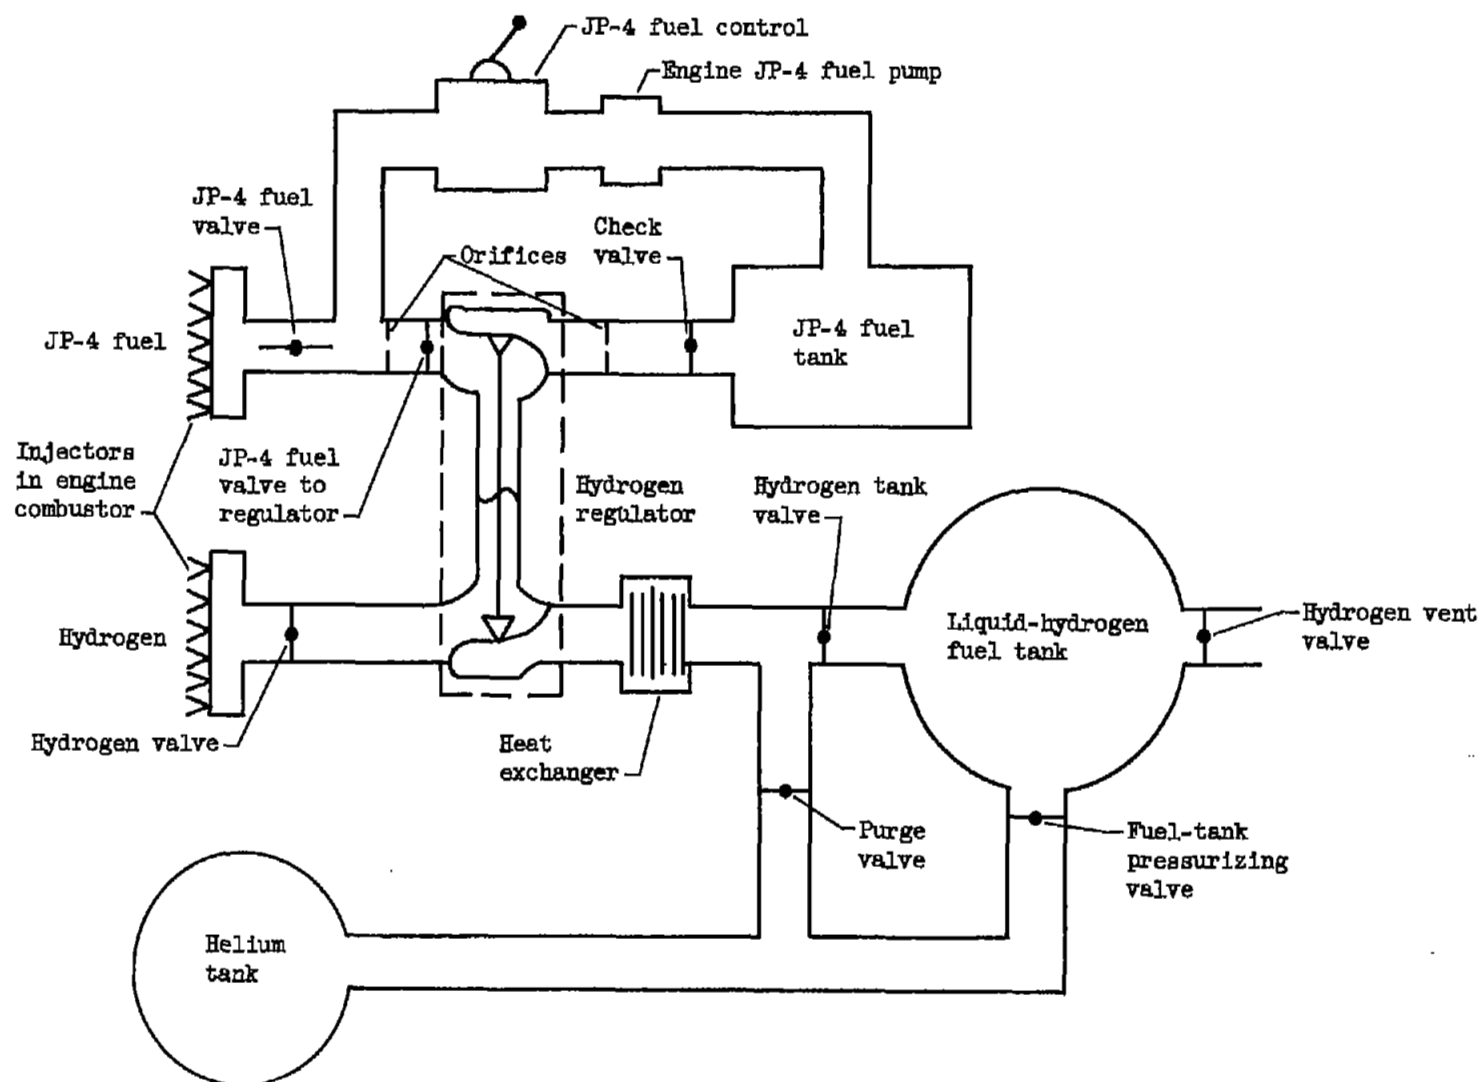 JP-4 fuel control
Engine JP-4 fuel pump
JP-4 fuel
valve
Check
valve
Orifices
JP-4 fuel
JP-4 fuel
tank
Injectors
in engine
combustor
JP-4 fuel
valve to
regulator
Hydrogen
regulator
Hydrogen tank
valve
Hydrogen
Liquid-hydrogen
fuel tank
Hydrogen vent
valve
Hydrogen valve
Heat
exchanger
Purge
valve
Fuel-tank
pressurizing
valve
Helium
tank